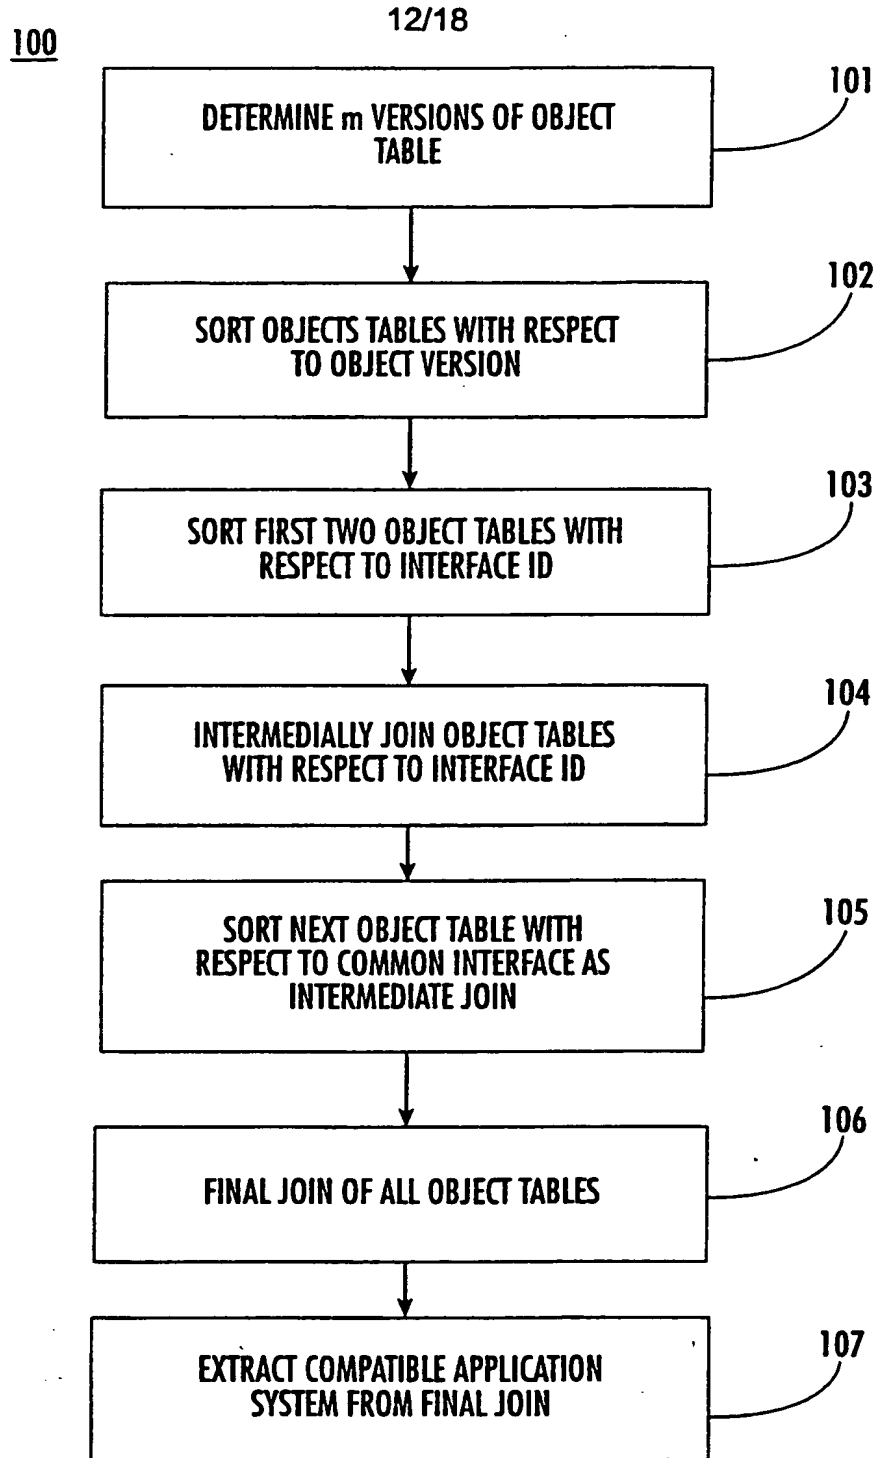 12/18
100
101
DETERMINE m VERSIONS OF OBJECT
TABLE
102
SORT OBJECTS TABLES WITH RESPECT
TO OBJECT VERSION
103
SORT FIRST TWO OBJECT TABLES WITH
RESPECT TO INTERFACE ID
104
INTERMEDIALLY JOIN OBJECT TABLES
WITH RESPECT TO INTERFACE ID
105
SORT NEXT OBJECT TABLE WITH
RESPECT TO COMMON INTERFACE AS
INTERMEDIATE JOIN
106
FINAL JOIN OF ALL OBJECT TABLES
107
EXTRACT COMPATIBLE APPLICATION
SYSTEM FROM FINAL JOIN